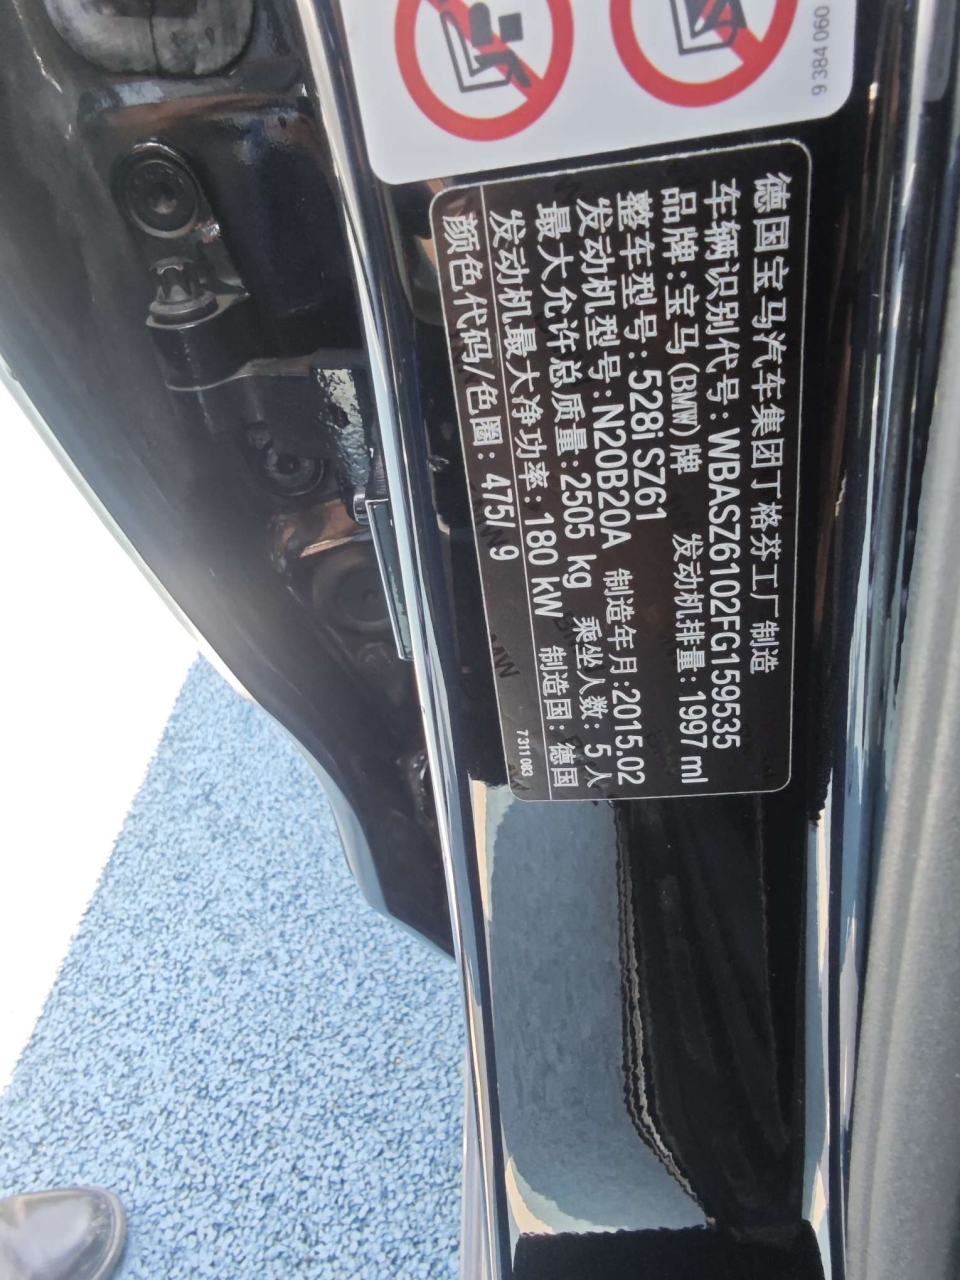 9 384 060
德国宝马汽车集团丁格芬工厂制造
车辆识别代号: WBASZ6102FG159535
品牌:宝马(BMW)牌 发动机排量: 1997 ml
整车型号:528i SZ61 制造年月:2015.02
发动机型号:N20B20A 乘坐人数: 5人
最大允许总质量:2505 kg
发动机最大净功率: 180 kW 制造国: 德国
颜色代码/色圈: 475/ 9
7 311 083